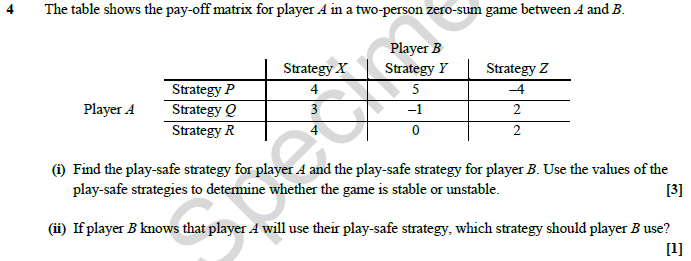 4 The table shows the pay-off matrix for player A in a two-person zero-sum game between A and B.
Player B
Strategy X Strategy Y Strategy Z
Strategy P 4 5 –4
Player A Strategy Q 3 –1 2
Strategy R 4 0 2
(i) Find the play-safe strategy for player A and the play-safe strategy for player B. Use the values of the
play-safe strategies to determine whether the game is stable or unstable. [3]
(ii) If player B knows that player A will use their play-safe strategy, which strategy should player B use?
[1]
Specime